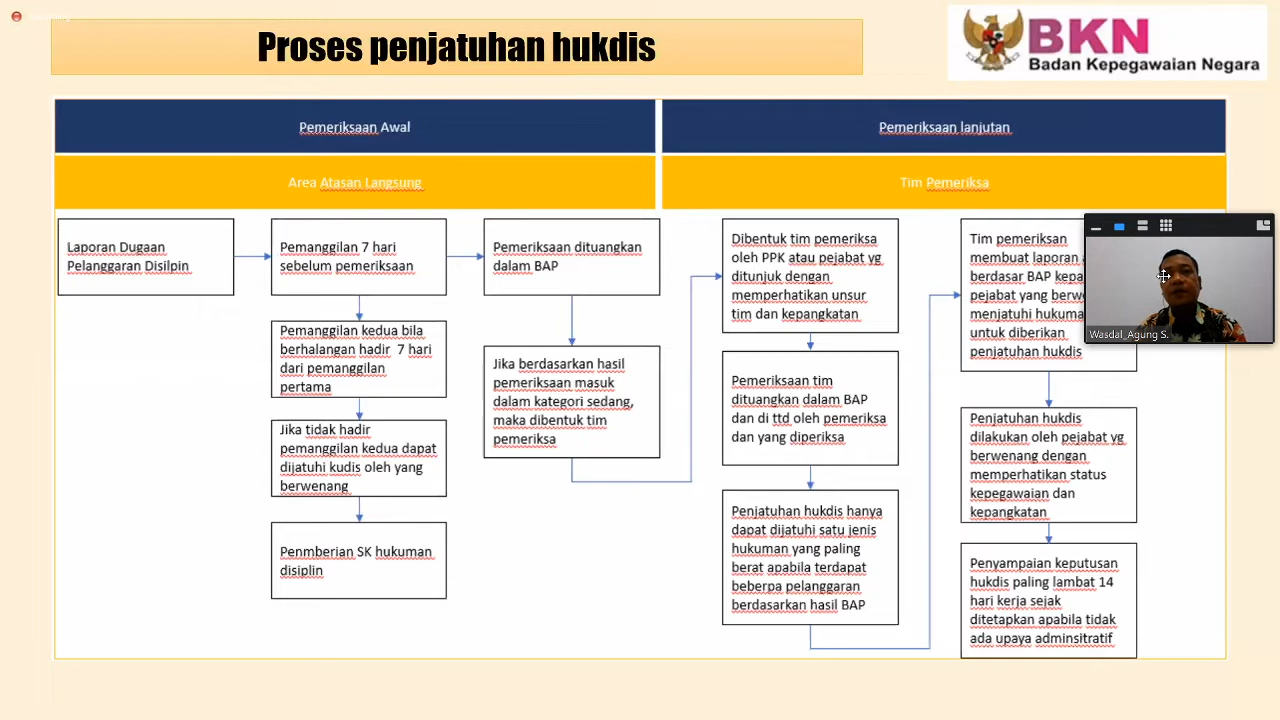 Proses penjatuhan hukdis
BKN
Badan Kepegawaian Negara
Pemeriksaan Awal
Pemeriksaan lanjutan
Area Atasan Langsung
Tim Pemeriksa
Laporan Dugaan
Pelanggaran Disilpin
Pemanggilan 7 hari
sebelum pemeriksaan
Pemanggilan kedua bila
berhalangan hadir 7 hari
dari pemanggilan
pertama
Jika tidak hadir
pemanggilan kedua dapat
dijatuhi kudis oleh yang
berwenang
Penmberian SK hukuman
disiplin
Pemeriksaan dituangkan
dalam BAP
Jika berdasarkan hasil
pemeriksaan masuk
dalam kategori sedang,
maka dibentuk tim
pemeriksa
Dibentuk tim pemeriksa
oleh PPK atau pejabat yg
ditunjuk dengan
memperhatikan unsur
tim dan kepangkatan
Pemeriksaan tim
dituangkan dalam BAP
dan di ttd oleh pemeriksa
dan yang diperiksa
Penjatuhan hukdis hanya
dapat dijatuhi satu jenis
hukuman yang paling
berat apabila terdapat
beberpa pelanggaran
berdasarkan hasil BAP
Tim pemeriksan
membuat laporan
berdasar BAP
pejabat yang
menjatuhi
untuk diberikan
penjatuhan hukdis
Penjatuhan hukdis
dilakukan oleh pejabat yg
berwenang dengan
memperhatikan status
kepegawaian dan
kepangkatan
Penyampaian keputusan
hukdis paling lambat 14
hari kerja sejak
ditetapkan apabila tidak
ada upaya adminsitratif
Wasdal_Agung S.